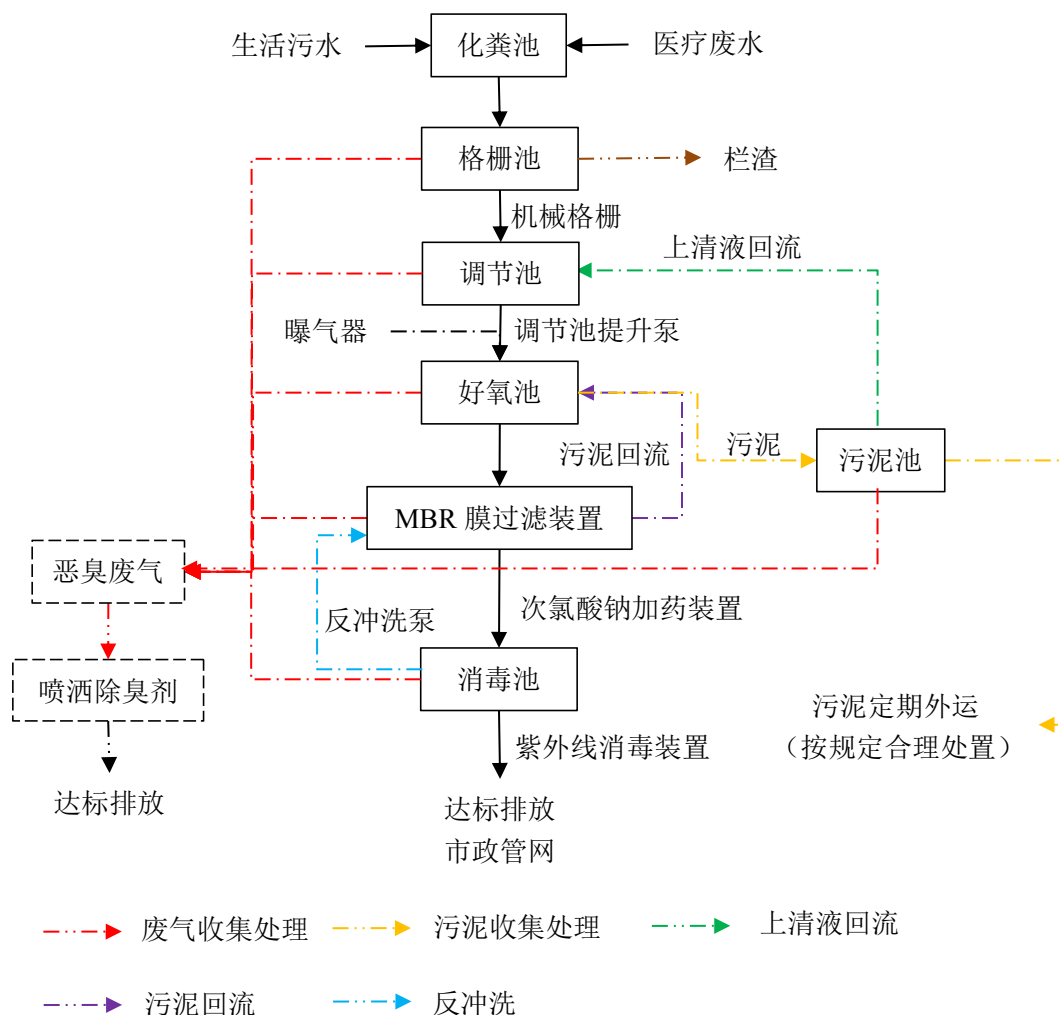 生活污水
化粪池
医疗废水
格栅池
栏渣
机械格栅
上清液回流
调节池
曝气器
调节池提升泵
好氧池
污泥回流
污泥
污泥池
MBR 膜过滤装置
恶臭废气
次氯酸钠加药装置
反冲洗泵
喷洒除臭剂
消毒池
污泥定期外运
（按规定合理处置）
紫外线消毒装置
达标排放
达标排放
市政管网
废气收集处理
污泥收集处理
上清液回流
污泥回流
反冲洗